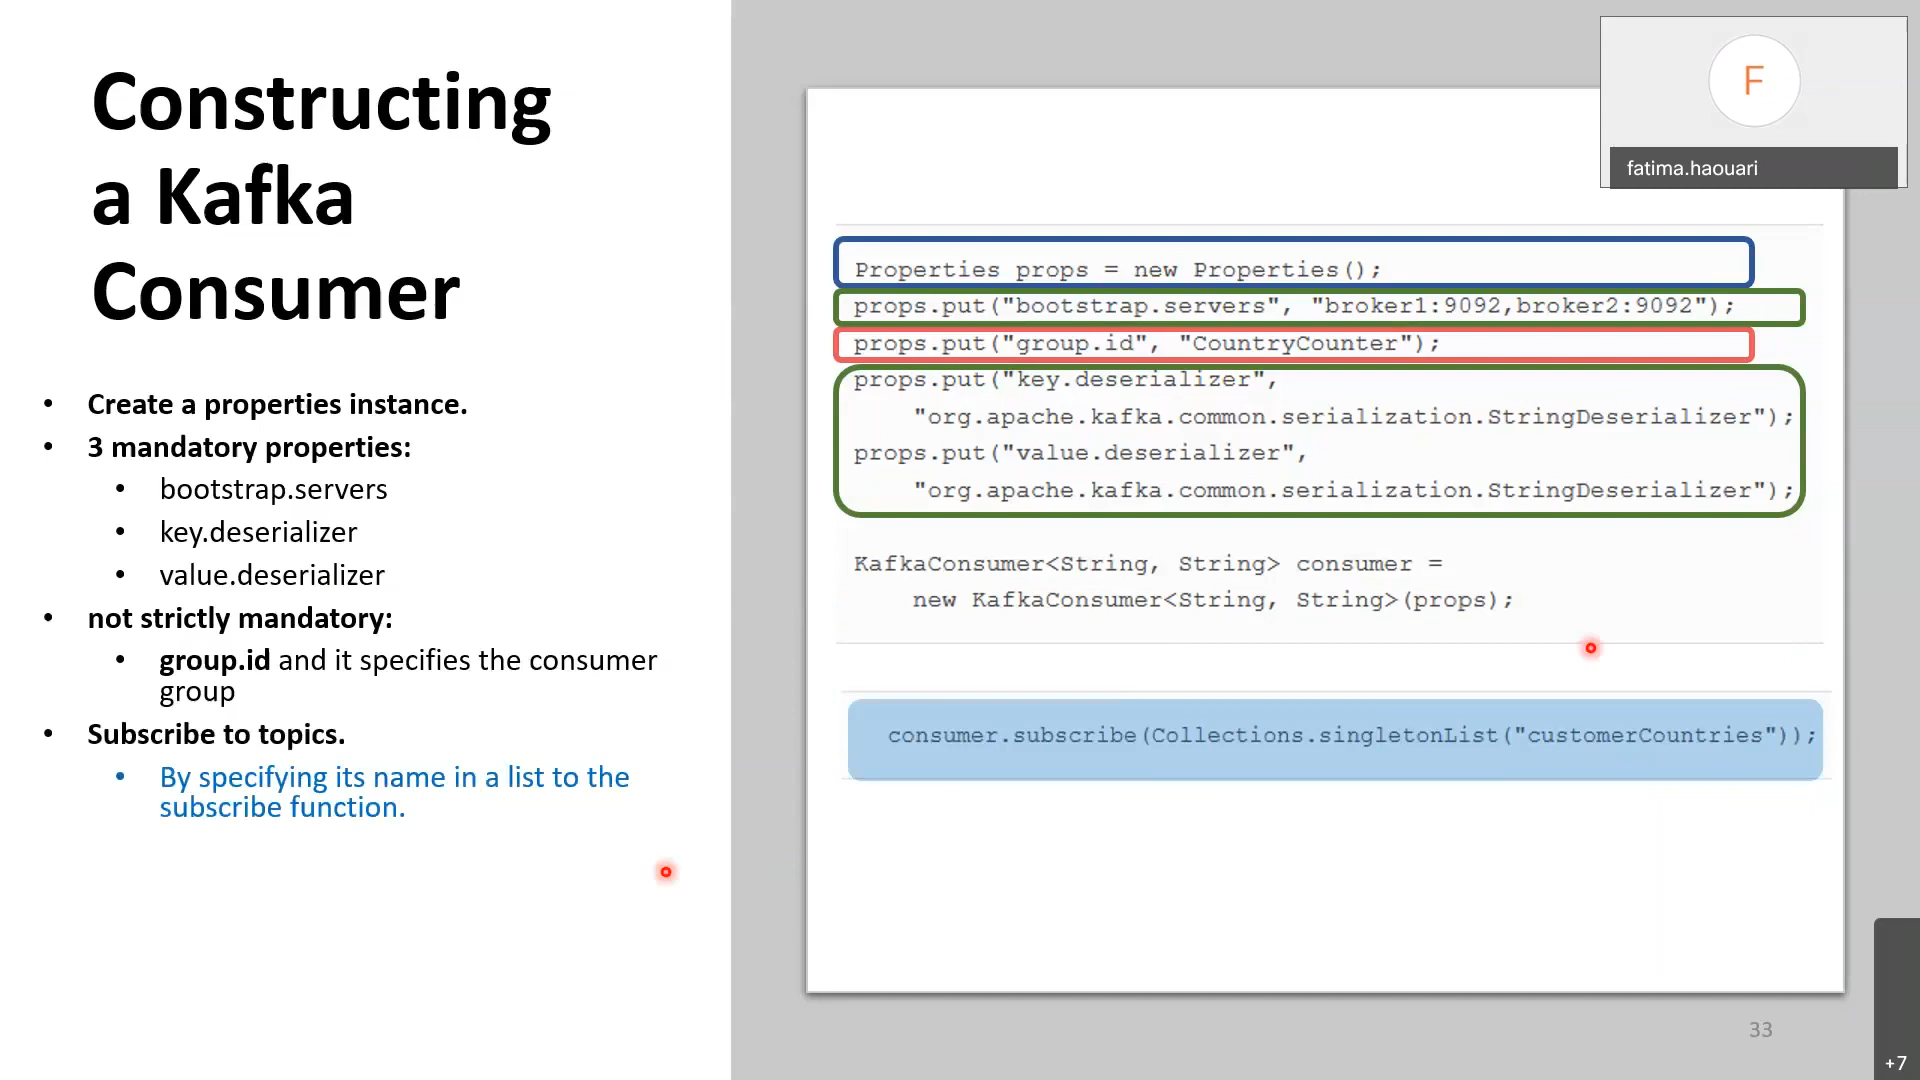 Constructing
a Kafka
Consumer
• Create a properties instance.
• 3 mandatory properties:
• bootstrap.servers
• key.deserializer
• value.deserializer
• not strictly mandatory:
• group.id and it specifies the consumer
group
• Subscribe to topics.
• By specifying its name in a list to the
subscribe function.
Properties props = new Properties();
props.put("bootstrap.servers", "broker1:9092,broker2:9092");
props.put("group.id", "CountryCounter");
props.put("key.deserializer",
"org.apache.kafka.common.serialization.StringDeserializer");
props.put("value.deserializer",
"org.apache.kafka.common.serialization.StringDeserializer");
KafkaConsumer<String, String> consumer =
new KafkaConsumer<String, String>(props);
consumer.subscribe(Collections.singletonList("customerCountries"));
F
fatima.haouari
33
+7